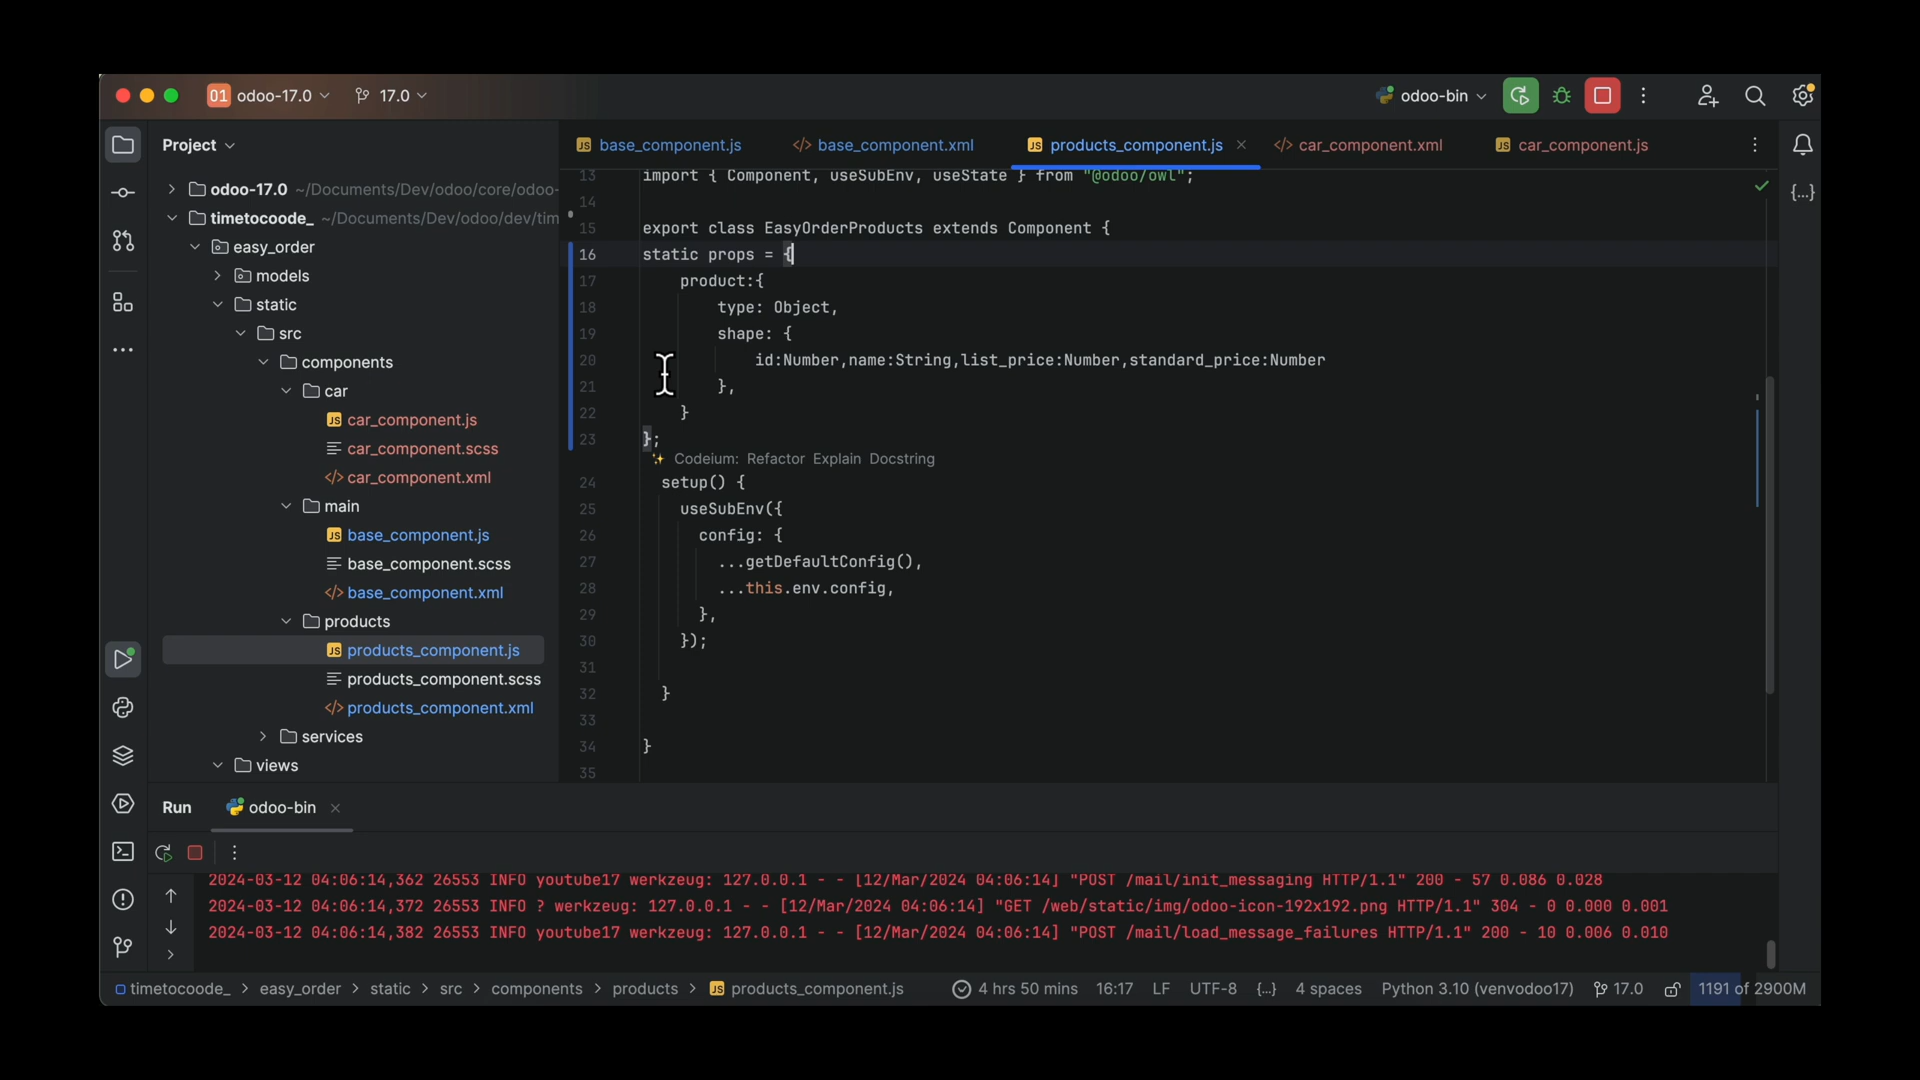 01 odoo-17.0 17.0 odoo-bin
Project
base_component.js base_component.xml products_component.js car_component.xml car_component.js
odoo-17.0 ~/Documents/Dev/odoo/core/odoo-
timetocoode_ ~/Documents/Dev/odoo/dev/tim
easy_order
models
static
src
components
car
car_component.js
car_component.scss
car_component.xml
main
base_component.js
base_component.scss
base_component.xml
products
products_component.js
products_component.scss
products_component.xml
services
views
13 import { Component, useSubEnv, useState } from "@odoo/owl";
14
15 export class EasyOrderProducts extends Component {
16 static props = {
17 product:{
18 type: Object,
19 shape: {
20 id:Number,name:String,list_price:Number,standard_price:Number
21 },
22 }
23 };
Codeium: Refactor Explain Docstring
24 setup() {
25 useSubEnv({
26 config: {
27 ...getDefaultConfig(),
28 ...this.env.config,
29 },
30 });
31
32 }
33
34 }
35
Run odoo-bin
2024-03-12 04:06:14,362 26553 INFO youtube17 werkzeug: 127.0.0.1 - - [12/Mar/2024 04:06:14] "POST /mail/init_messaging HTTP/1.1" 200 - 57 0.086 0.028
2024-03-12 04:06:14,372 26553 INFO ? werkzeug: 127.0.0.1 - - [12/Mar/2024 04:06:14] "GET /web/static/img/odoo-icon-192x192.png HTTP/1.1" 304 - 0 0.000 0.001
2024-03-12 04:06:14,382 26553 INFO youtube17 werkzeug: 127.0.0.1 - - [12/Mar/2024 04:06:14] "POST /mail/load_message_failures HTTP/1.1" 200 - 10 0.006 0.010
timetocoode_ > easy_order > static > src > components > products > products_component.js 4 hrs 50 mins 16:17 LF UTF-8 {...} 4 spaces Python 3.10 (venvodoo17) 17.0 1191 of 2900M